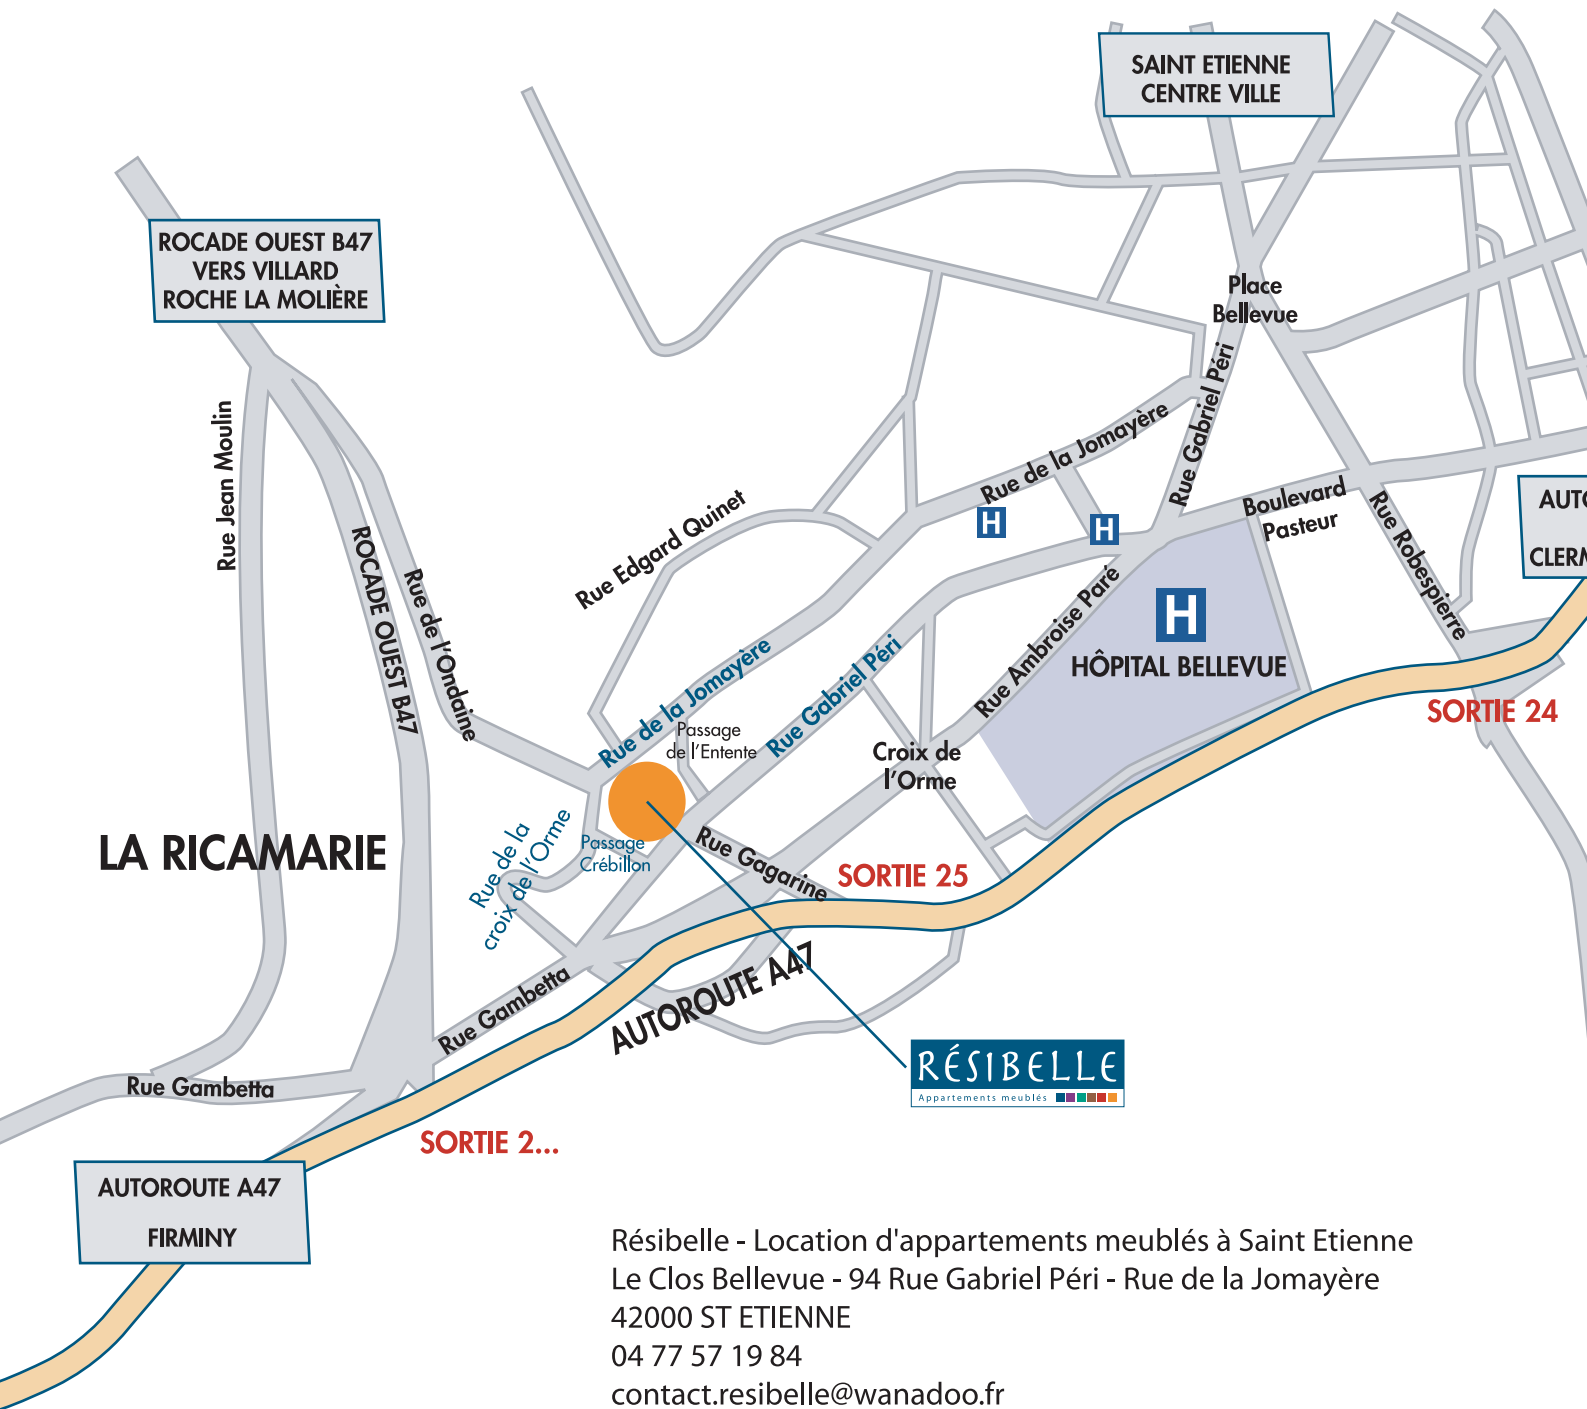 SAINT ETIENNE
CENTRE VILLE
ROCADE OUEST B47
VERS VILLARD
ROCHE LA MOLIÈRE
Place
Bellevue
Rue Jean Moulin
ROCADE OUEST B47
Rue de l'Ondaine
Rue Edgard Quinet
Rue de la Jomayère
Rue Gabriel Péri
H
H
Boulevard
Pasteur
Rue Robespierre
AUTO
CLERM
Rue Ambroise Paré
H
HÔPITAL BELLEVUE
SORTIE 24
Rue de la Jomayère
Rue Gabriel Péri
Passage
de l'Entente
Croix de
l'Orme
LA RICAMARIE
Rue de la
croix de l'Orme
Passage
Crébillon
Rue Gagarine
SORTIE 25
AUTOROUTE A47
Rue Gambetta
Rue Gambetta
RÉSIBELLE
Appartements meublés
SORTIE 2...
AUTOROUTE A47
FIRMINY
Résibelle - Location d'appartements meublés à Saint Etienne
Le Clos Bellevue - 94 Rue Gabriel Péri - Rue de la Jomayère
42000 ST ETIENNE
04 77 57 19 84
contact.resibelle@wanadoo.fr